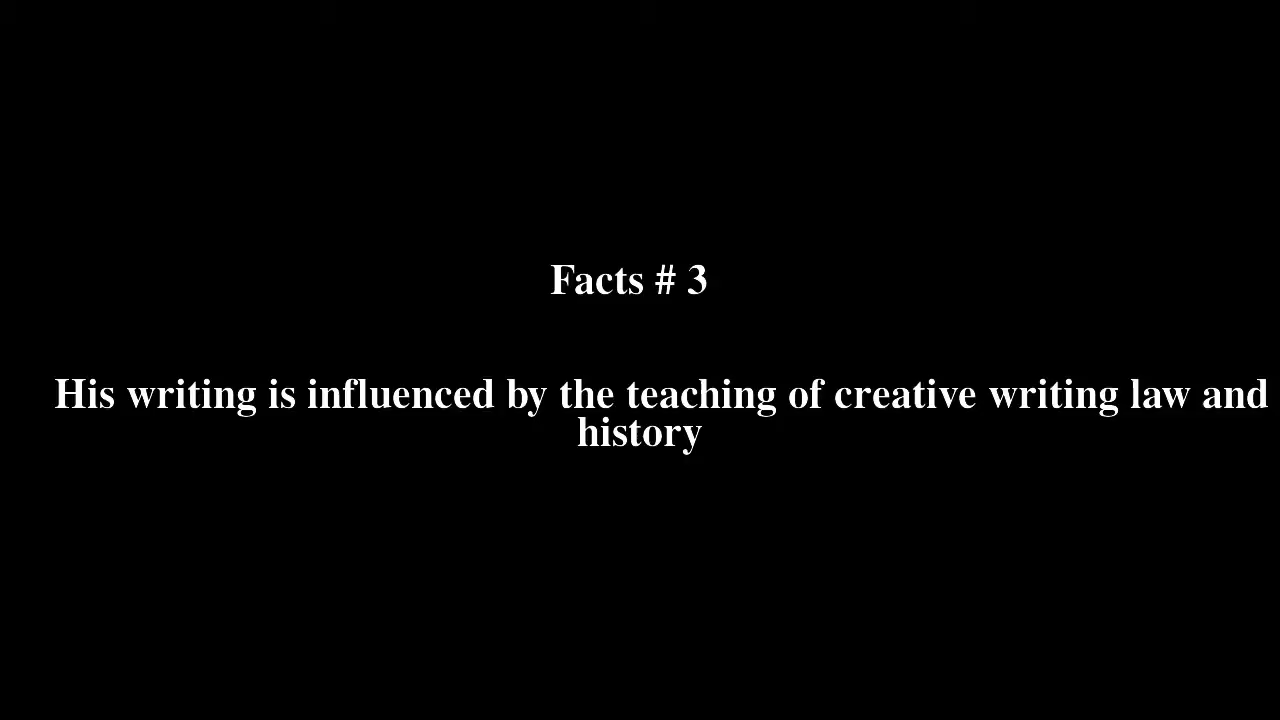 Facts # 3
His writing is influenced by the teaching of creative writing law and
history